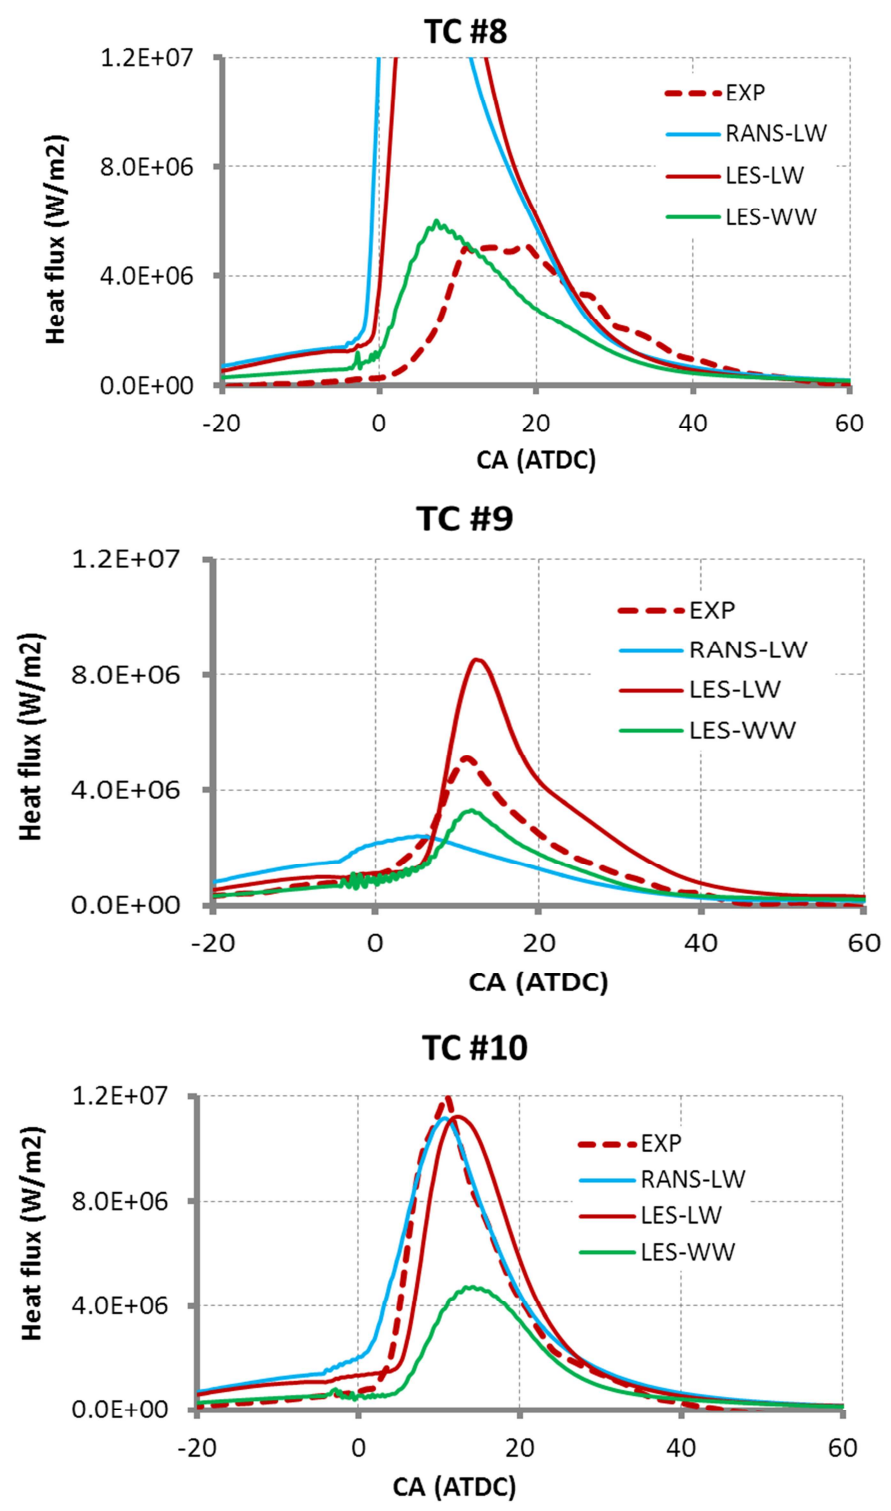 TC #8
1.2E+07
8.0E+06
4.0E+06
0.0E+00
Heat flux (W/m2)
EXP
RANS-LW
LES-LW
LES-WW
-20 0 20 40 60
CA (ATDC)
TC #9
1.2E+07
8.0E+06
4.0E+06
0.0E+00
Heat flux (W/m2)
EXP
RANS-LW
LES-LW
LES-WW
-20 0 20 40 60
CA (ATDC)
TC #10
1.2E+07
8.0E+06
4.0E+06
0.0E+00
Heat flux (W/m2)
EXP
RANS-LW
LES-LW
LES-WW
-20 0 20 40 60
CA (ATDC)